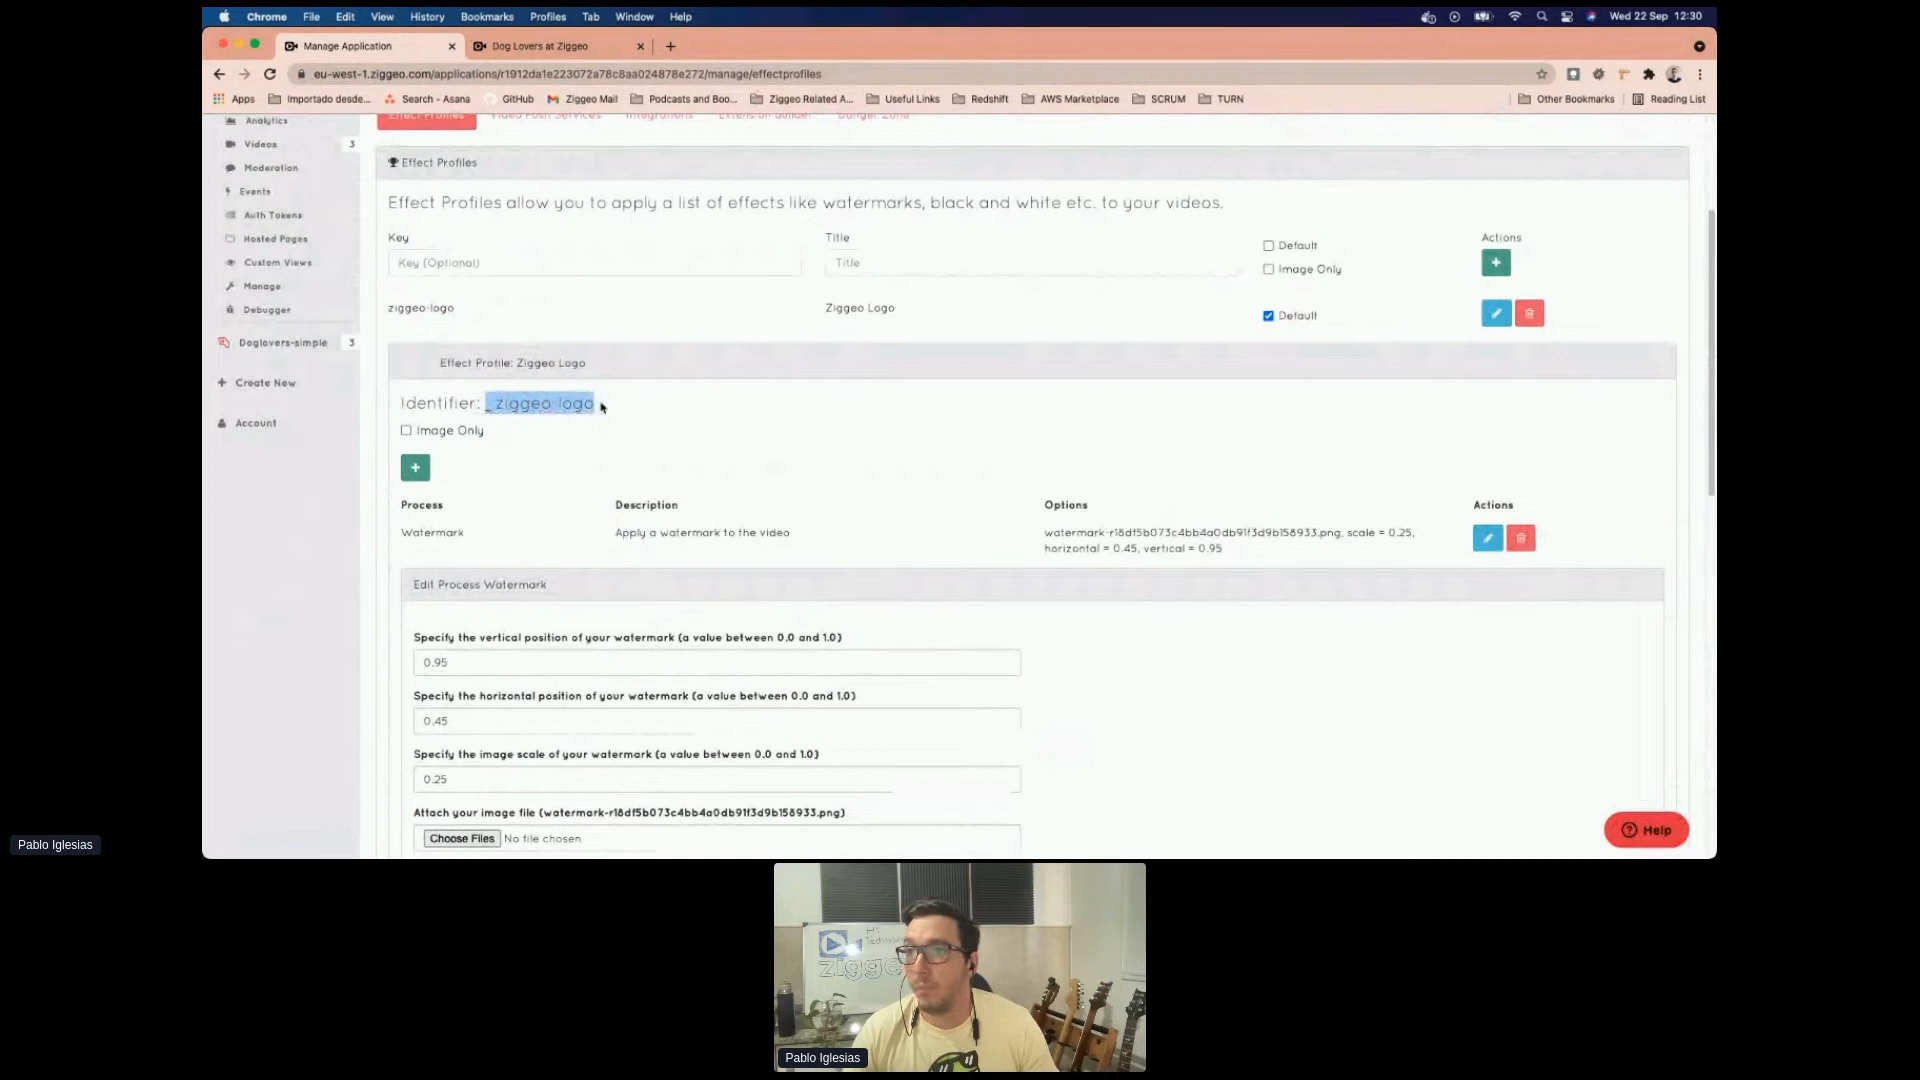 Chrome File Edit View History Bookmarks Profiles Tab Window Help
Wed 22 Sep 12:30
Manage Application
Dog Lovers at Ziggeo
eu-west-1.ziggeo.com/applications/r1912da1e223072a78c8aa024878e272/manage/effectprofiles
Apps Importado desde... Search - Asana GitHub Ziggeo Mail Podcasts and Boo... Ziggeo Related A... Useful Links Redshift AWS Marketplace SCRUM TURN Other Bookmarks Reading List
Effect Profiles Video Push Services Integrations Extension Builder Danger Zone
Analytics
Videos 3
Moderation
Events
Auth Tokens
Hosted Pages
Custom Views
Manage
Debugger
Doglovers-simple 3
+ Create New
Account
Effect Profiles
Effect Profiles allow you to apply a list of effects like watermarks, black and white etc. to your videos.
Key Title Actions
Key (Optional) Title
Default
Image Only
ziggeo-logo Ziggeo Logo Default
Effect Profile: Ziggeo Logo
Identifier: _ziggeo-logo
Image Only
Process Description Options Actions
Watermark Apply a watermark to the video watermark-r18df5b073c4bb4a0db91f3d9b158933.png, scale = 0.25,
horizontal = 0.45, vertical = 0.95
Edit Process Watermark
Specify the vertical position of your watermark (a value between 0.0 and 1.0)
0.95
Specify the horizontal position of your watermark (a value between 0.0 and 1.0)
0.45
Specify the image scale of your watermark (a value between 0.0 and 1.0)
0.25
Attach your image file (watermark-r18df5b073c4bb4a0db91f3d9b158933.png)
Choose Files No file chosen
Help
Pablo Iglesias
Pablo Iglesias